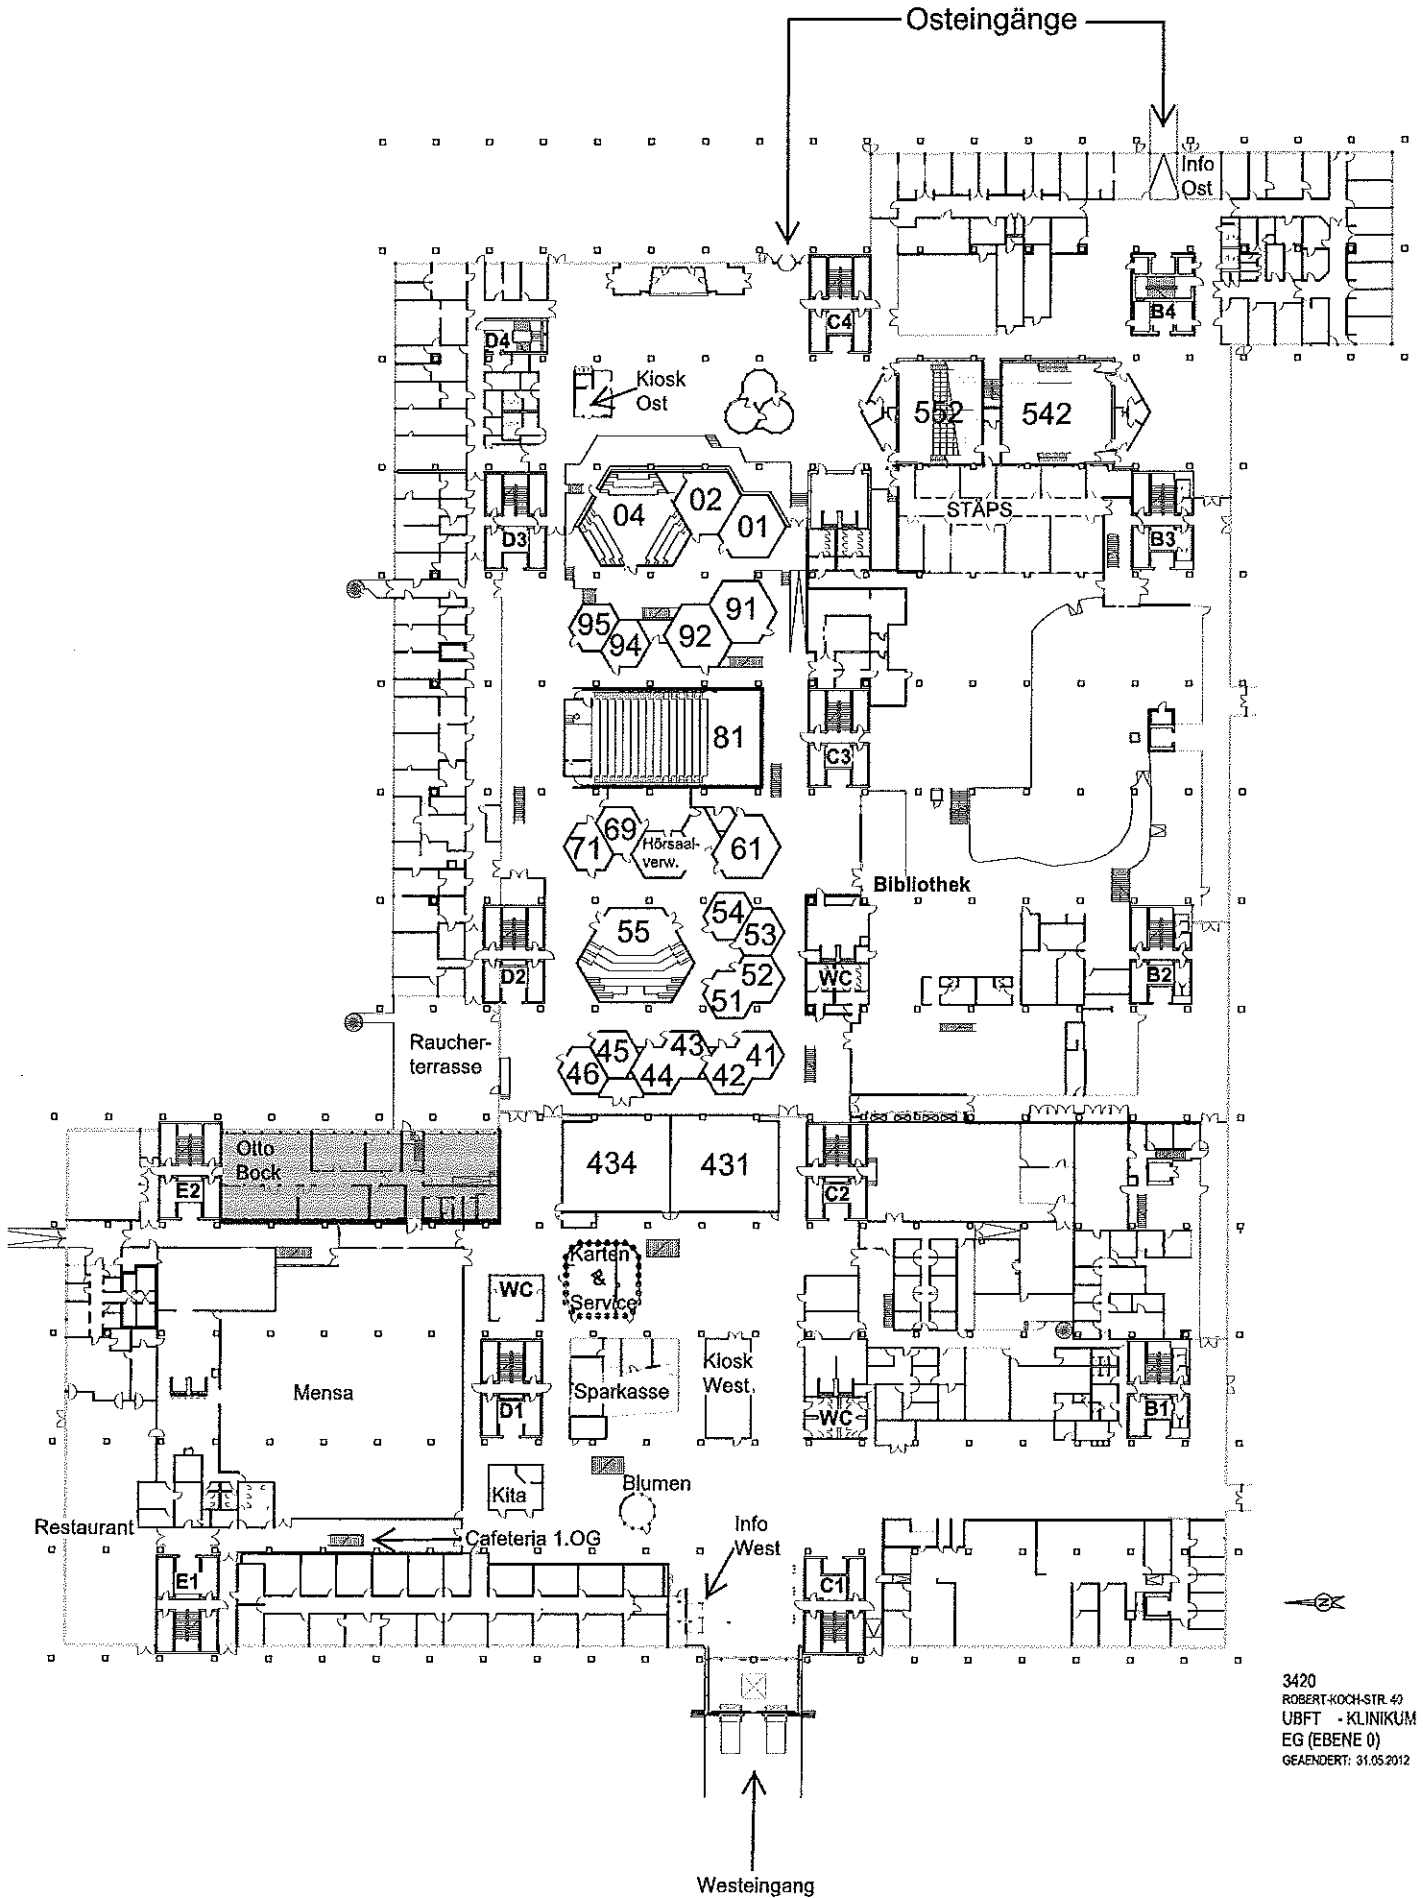 Osteingänge
Info
Ost
B4
C4
D4
Kiosk
Ost
552
542
02
04
01
STÄPS
D3
B3
91
95
94
92
81
C3
69
71
Hörsaal-
verw.
61
Bibliothek
54
55
53
52
51
D2
WC
B2
Raucher-
terrasse
45
43
41
46
44
42
Otto
Bock
434
431
E2
C2
Karten
&
Service
WC
Mensa
Kiosk
West
Sparkasse
D1
WC
B1
Kita
Blumen
Restaurant
Cafeteria 1.OG
Info
West
E1
C1
N
3420
ROBERT-KOCH-STR. 40
UBFT - KLINIKUM
EG (EBENE 0)
GEAENDERT: 31.05.2012
Westeingang